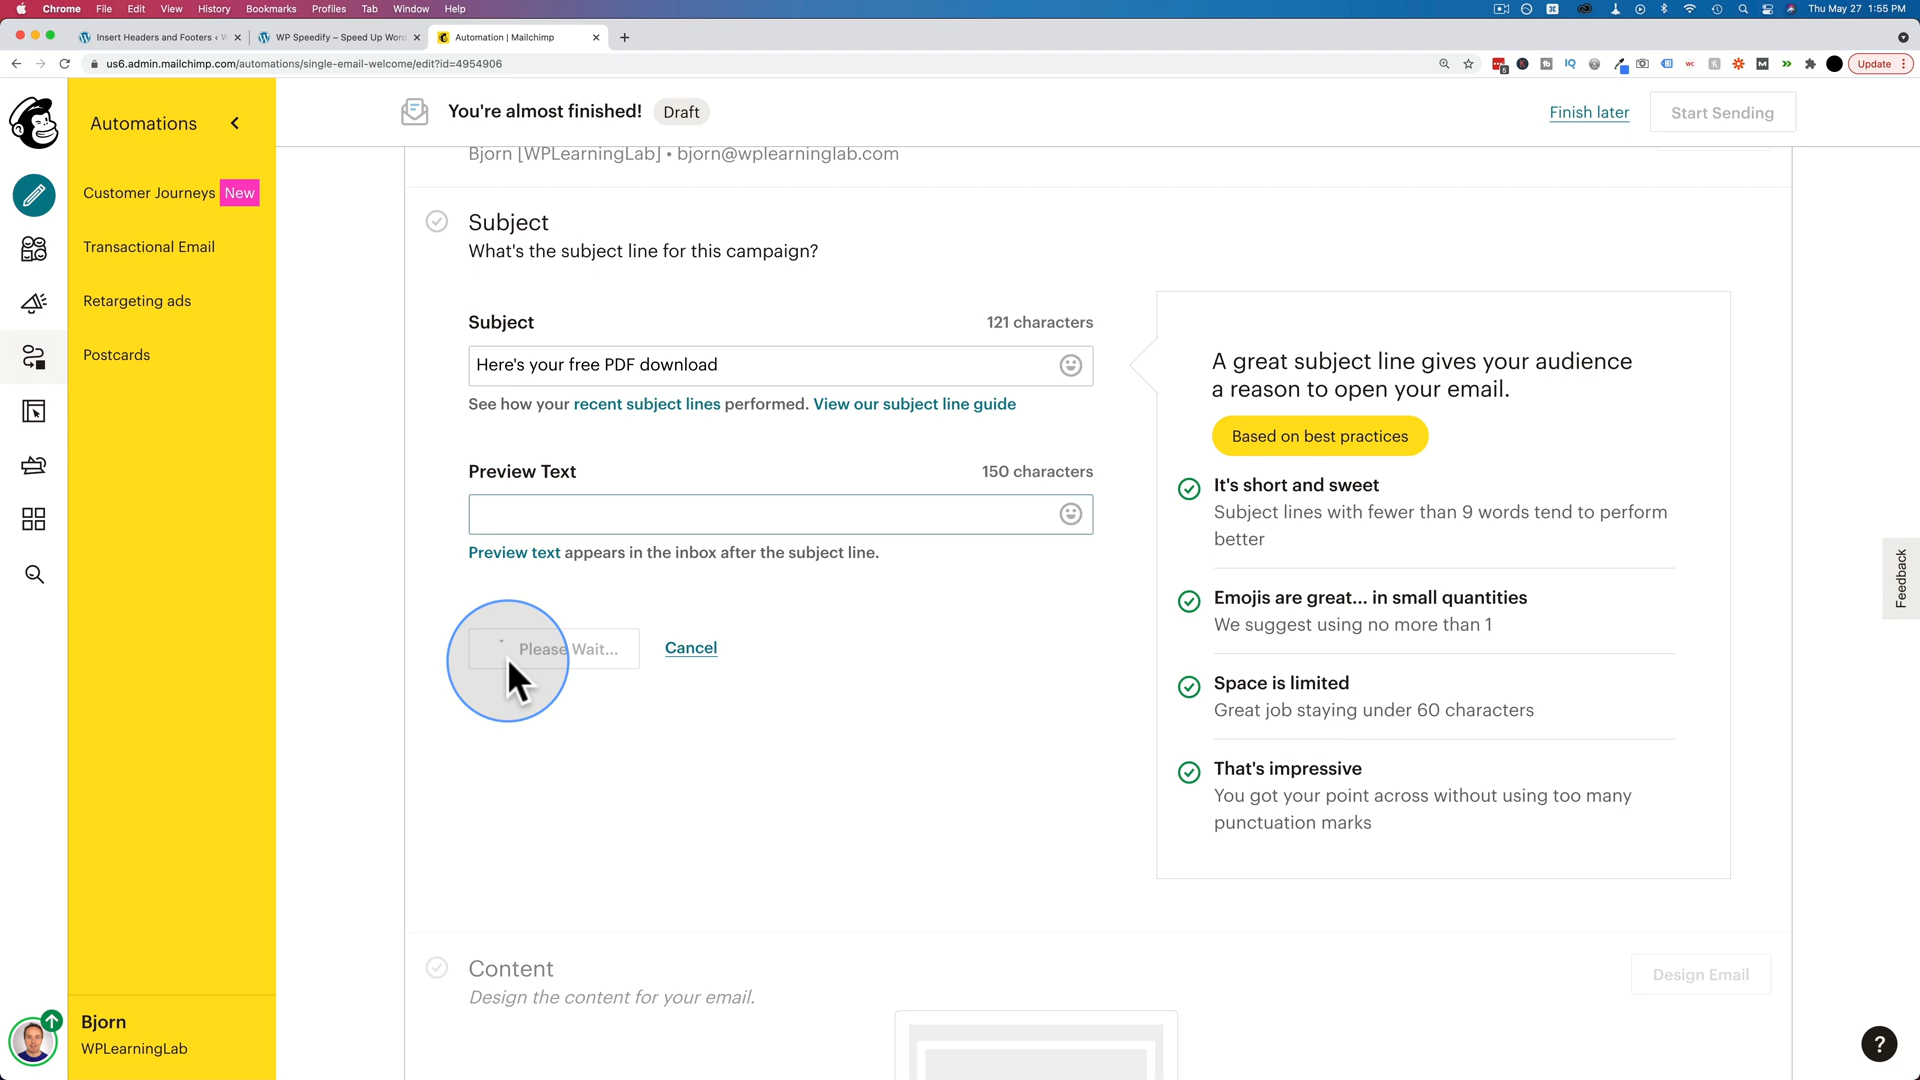 Chrome File Edit View History Bookmarks Profiles Tab Window Help
Thu May 27 1:55 PM
Insert Headers and Footers ‹
WP Speedify – Speed Up Word
Automation | Mailchimp
us6.admin.mailchimp.com/automations/single-email-welcome/edit?id=4954906
Update
Automations
Customer Journeys New
Transactional Email
Retargeting ads
Postcards
Bjorn
WPLearningLab
You're almost finished! Draft
Finish later
Start Sending
Bjorn [WPLearningLab] • bjorn@wplearninglab.com
Subject
What's the subject line for this campaign?
Subject
121 characters
Here's your free PDF download
See how your recent subject lines performed. View our subject line guide
Preview Text
150 characters
Preview text appears in the inbox after the subject line.
Please Wait...
Cancel
A great subject line gives your audience
a reason to open your email.
Based on best practices
It's short and sweet
Subject lines with fewer than 9 words tend to perform
better
Emojis are great... in small quantities
We suggest using no more than 1
Space is limited
Great job staying under 60 characters
That's impressive
You got your point across without using too many
punctuation marks
Content
Design the content for your email.
Design Email
Feedback
?